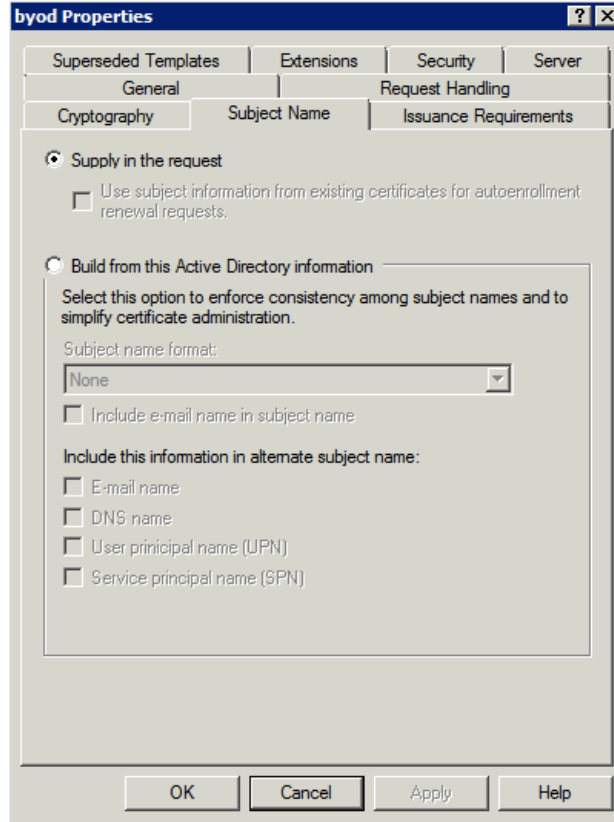 byod Properties
Superseded Templates Extensions Security Server
General Request Handling
Cryptography Subject Name Issuance Requirements
Supply in the request
Use subject information from existing certificates for autoenrollment
renewal requests.
Build from this Active Directory information
Select this option to enforce consistency among subject names and to
simplify certificate administration.
Subject name format:
None
Include e-mail name in subject name
Include this information in alternate subject name:
E-mail name
DNS name
User prinicipal name (UPN)
Service principal name (SPN)
OK Cancel Apply Help